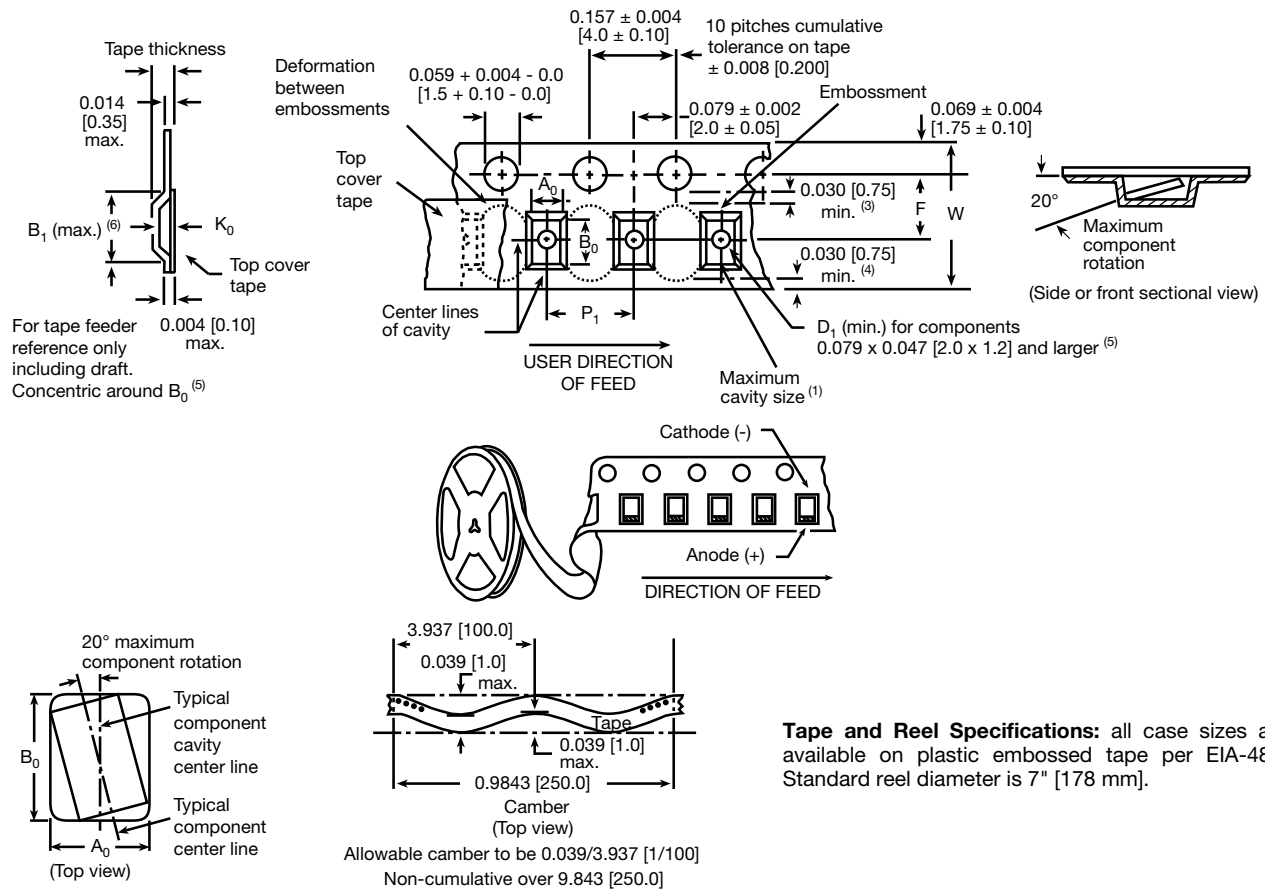 Tape thickness
0.014
[0.35]
max.
B1 (max.) (6)
K0
Top cover
tape
For tape feeder
reference only
including draft.
Concentric around B0 (5)
0.004 [0.10]
max.
Deformation
between
embossments
Top
cover
tape
0.059 + 0.004 - 0.0
[1.5 + 0.10 - 0.0]
0.157 ± 0.004
[4.0 ± 0.10]
10 pitches cumulative
tolerance on tape
± 0.008 [0.200]
0.079 ± 0.002
[2.0 ± 0.05]
Embossment
0.069 ± 0.004
[1.75 ± 0.10]
A0
B0
0.030 [0.75]
min. (3)
F
W
0.030 [0.75]
min. (4)
Center lines
of cavity
P1
USER DIRECTION
OF FEED
D1 (min.) for components
0.079 x 0.047 [2.0 x 1.2] and larger (5)
Maximum
cavity size (1)
20°
Maximum
component
rotation
(Side or front sectional view)
Cathode (-)
Anode (+)
DIRECTION OF FEED
20° maximum
component rotation
Typical
component
cavity
center line
B0
Typical
component
center line
A0
(Top view)
3.937 [100.0]
0.039 [1.0]
max.
Tape
0.039 [1.0]
max.
0.9843 [250.0]
Camber
(Top view)
Allowable camber to be 0.039/3.937 [1/100]
Non-cumulative over 9.843 [250.0]
Tape and Reel Specifications: all case sizes a
available on plastic embossed tape per EIA-48
Standard reel diameter is 7" [178 mm].